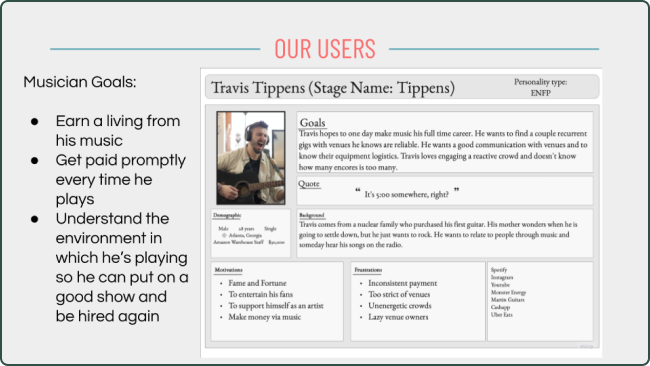 OUR USERS
Musician Goals:
● Earn a living from
his music
● Get paid promptly
every time he
plays
● Understand the
environment in
which he's playing
so he can put on a
good show and
be hired again
Travis Tippens (Stage Name: Tippens)
Personality type:
ENFP
Goals
Travis hopes to one day make music his full time career. He wants to find a couple recurrent
gigs with venues he knows are reliable. He wants a good communication with venues and to
know their equipment logistics. Travis loves engaging a reactive crowd and doesn't know
how many encores is too many.
Quote
“ It's 5:00 somewhere, right? ”
Demographic
Male 28 years Single
Atlanta, Georgia
Amazon Warehouse Staff
Background
Travis comes from a nuclear family who purchased his first guitar. His mother wonders when he is
going to settle down, but he just wants to rock. He wants to relate to people through music and
someday hear his songs on the radio.
Motivations
• Fame and Fortune
• To entertain his fans
• To support himself as an artist
• Make money via music
Frustrations
• Inconsistent payment
• Too strict of venues
• Unenergetic crowds
• Lazy venue owners
Spotify
Instagram
Youtube
Monster Energy
Martin Guitars
Cashapp
Uber Eats